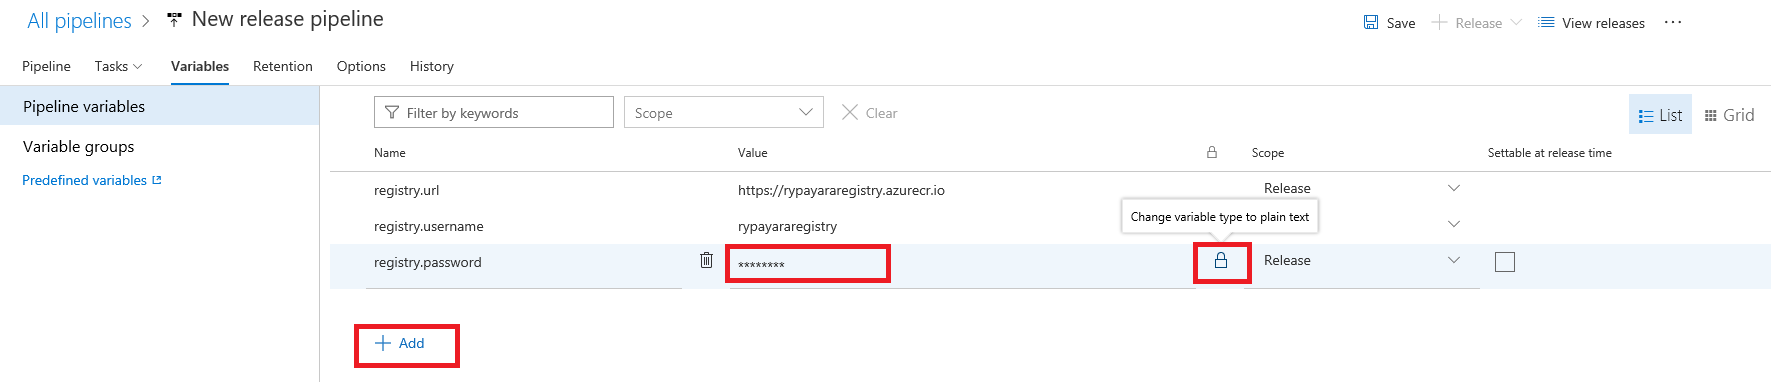 All pipelines > New release pipeline
Save Release View releases ...
Pipeline Tasks Variables Retention Options History
Pipeline variables
Variable groups
Predefined variables
Filter by keywords Scope Clear List Grid
Name Value Scope Settable at release time
registry.url https://rypayararegistry.azurecr.io Release
Change variable type to plain text
registry.username rypayararegistry
registry.password ******** Release
+ Add